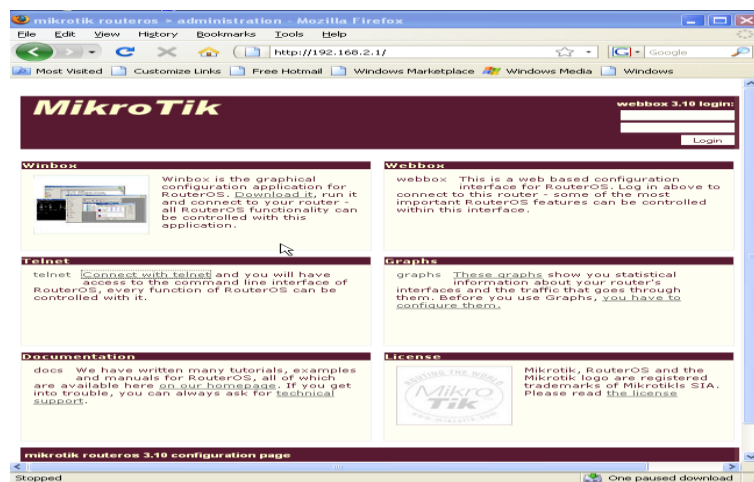 mikrotik routeros > administration - Mozilla Firefox
File Edit View History Bookmarks Tools Help
http://192.168.2.1/
Google
Most Visited Customize Links Free Hotmail Windows Marketplace Windows Media Windows
MikroTik
webbox 3.10 login:
Login
Winbox
Winbox is the graphical
configuration application for
RouterOS. Download it, run it
and connect to your router -
all RouterOS functionality can
be controlled with this
application.
Webbox
webbox This is a web based configuration
interface for RouterOS. Log in above to
connect to this router - some of the most
important RouterOS features can be controlled
within this interface.
Telnet
telnet Connect with telnet and you will have
access to the command line interface of
RouterOS, every function of RouterOS can be
controlled with it.
Graphs
graphs These graphs show you statistical
information about your router's
interfaces and the traffic that goes through
them. Before you use Graphs, you have to
configure them.
Documentation
docs We have written many tutorials, examples
and manuals for RouterOS, all of which
are available here on our homepage. If you get
into trouble, you can always ask for technical
support.
License
ROUTING THE WORLD
Mikro
Tik
www.mikrotik.com
Mikrotik, RouterOS and the
Mikrotik logo are registered
trademarks of Mikrotikls SIA.
Please read the license
mikrotik routeros 3.10 configuration page
Stopped
One paused download